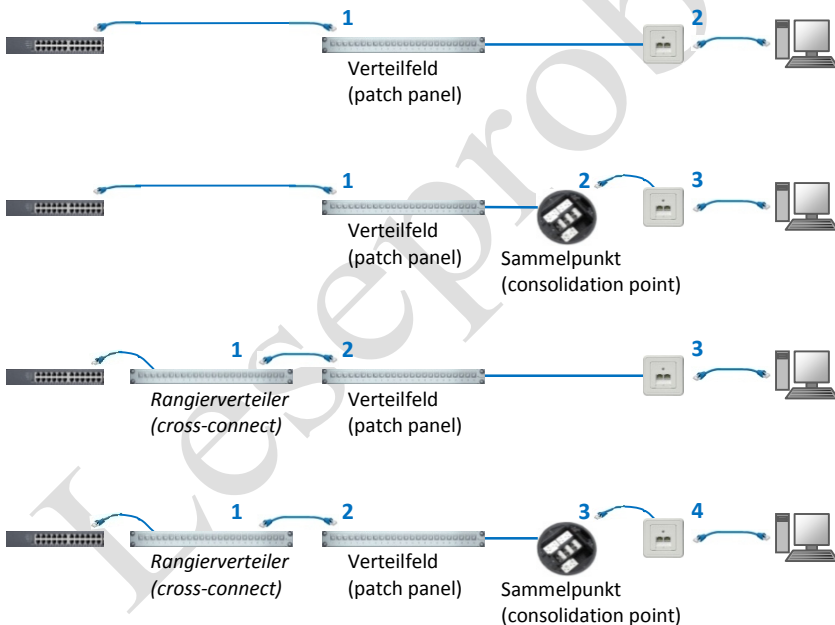 1 2
Verteilfeld
(patch panel)
1 2 3
Verteilfeld
(patch panel)
Sammelpunkt
(consolidation point)
1 2 3
Rangierverteiler
(cross-connect)
Verteilfeld
(patch panel)
1 2 3 4
Rangierverteiler
(cross-connect)
Verteilfeld
(patch panel)
Sammelpunkt
(consolidation point)
Leseprob